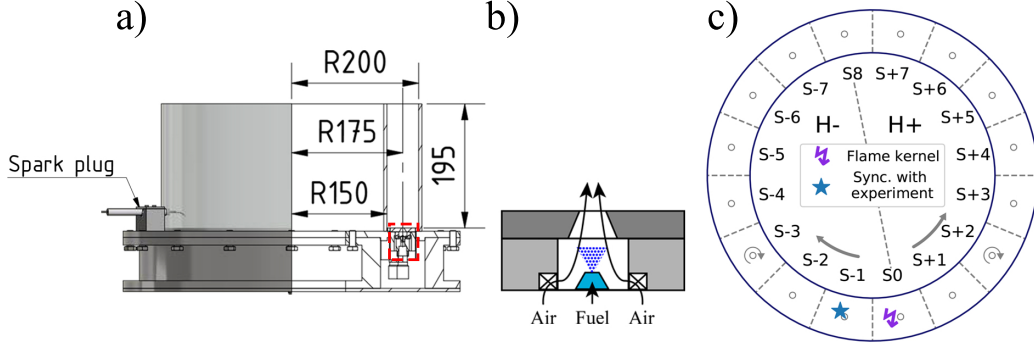 a)
R200
R175
R150
195
Spark plug
b)
Air
Fuel
Air
c)
S8
S+7
S-7
S+6
S-6
S+5
H-
H+
S-5
S+4
Flame kernel
Sync. with
experiment
S-4
S+3
S-3
S+2
S-2
S+1
S-1
S0